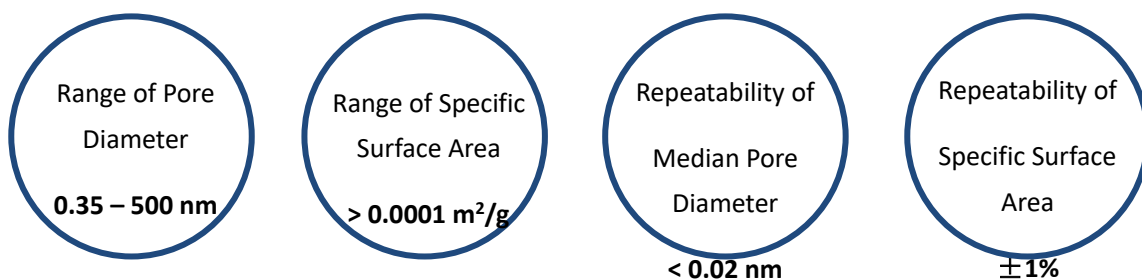 Range of Pore
Diameter
0.35 – 500 nm
Range of Specific
Surface Area
> 0.0001 m²/g
Repeatability of
Median Pore
Diameter
< 0.02 nm
Repeatability of
Specific Surface
Area
±1%